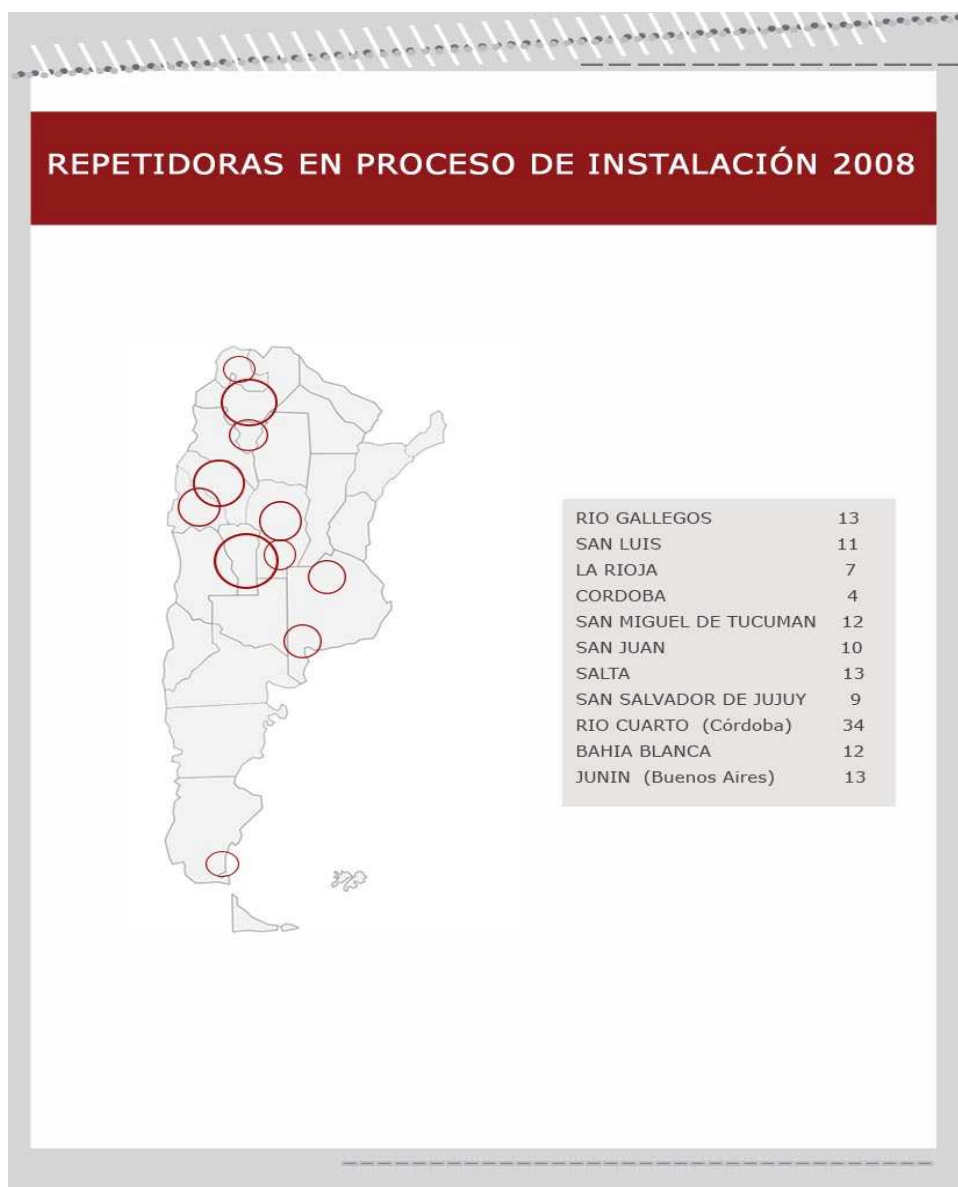 REPETIDORAS EN PROCESO DE INSTALACIÓN 2008
RIO GALLEGOS 13
SAN LUIS 11
LA RIOJA 7
CORDOBA 4
SAN MIGUEL DE TUCUMAN 12
SAN JUAN 10
SALTA 13
SAN SALVADOR DE JUJUY 9
RIO CUARTO (Córdoba) 34
BAHIA BLANCA 12
JUNIN (Buenos Aires) 13